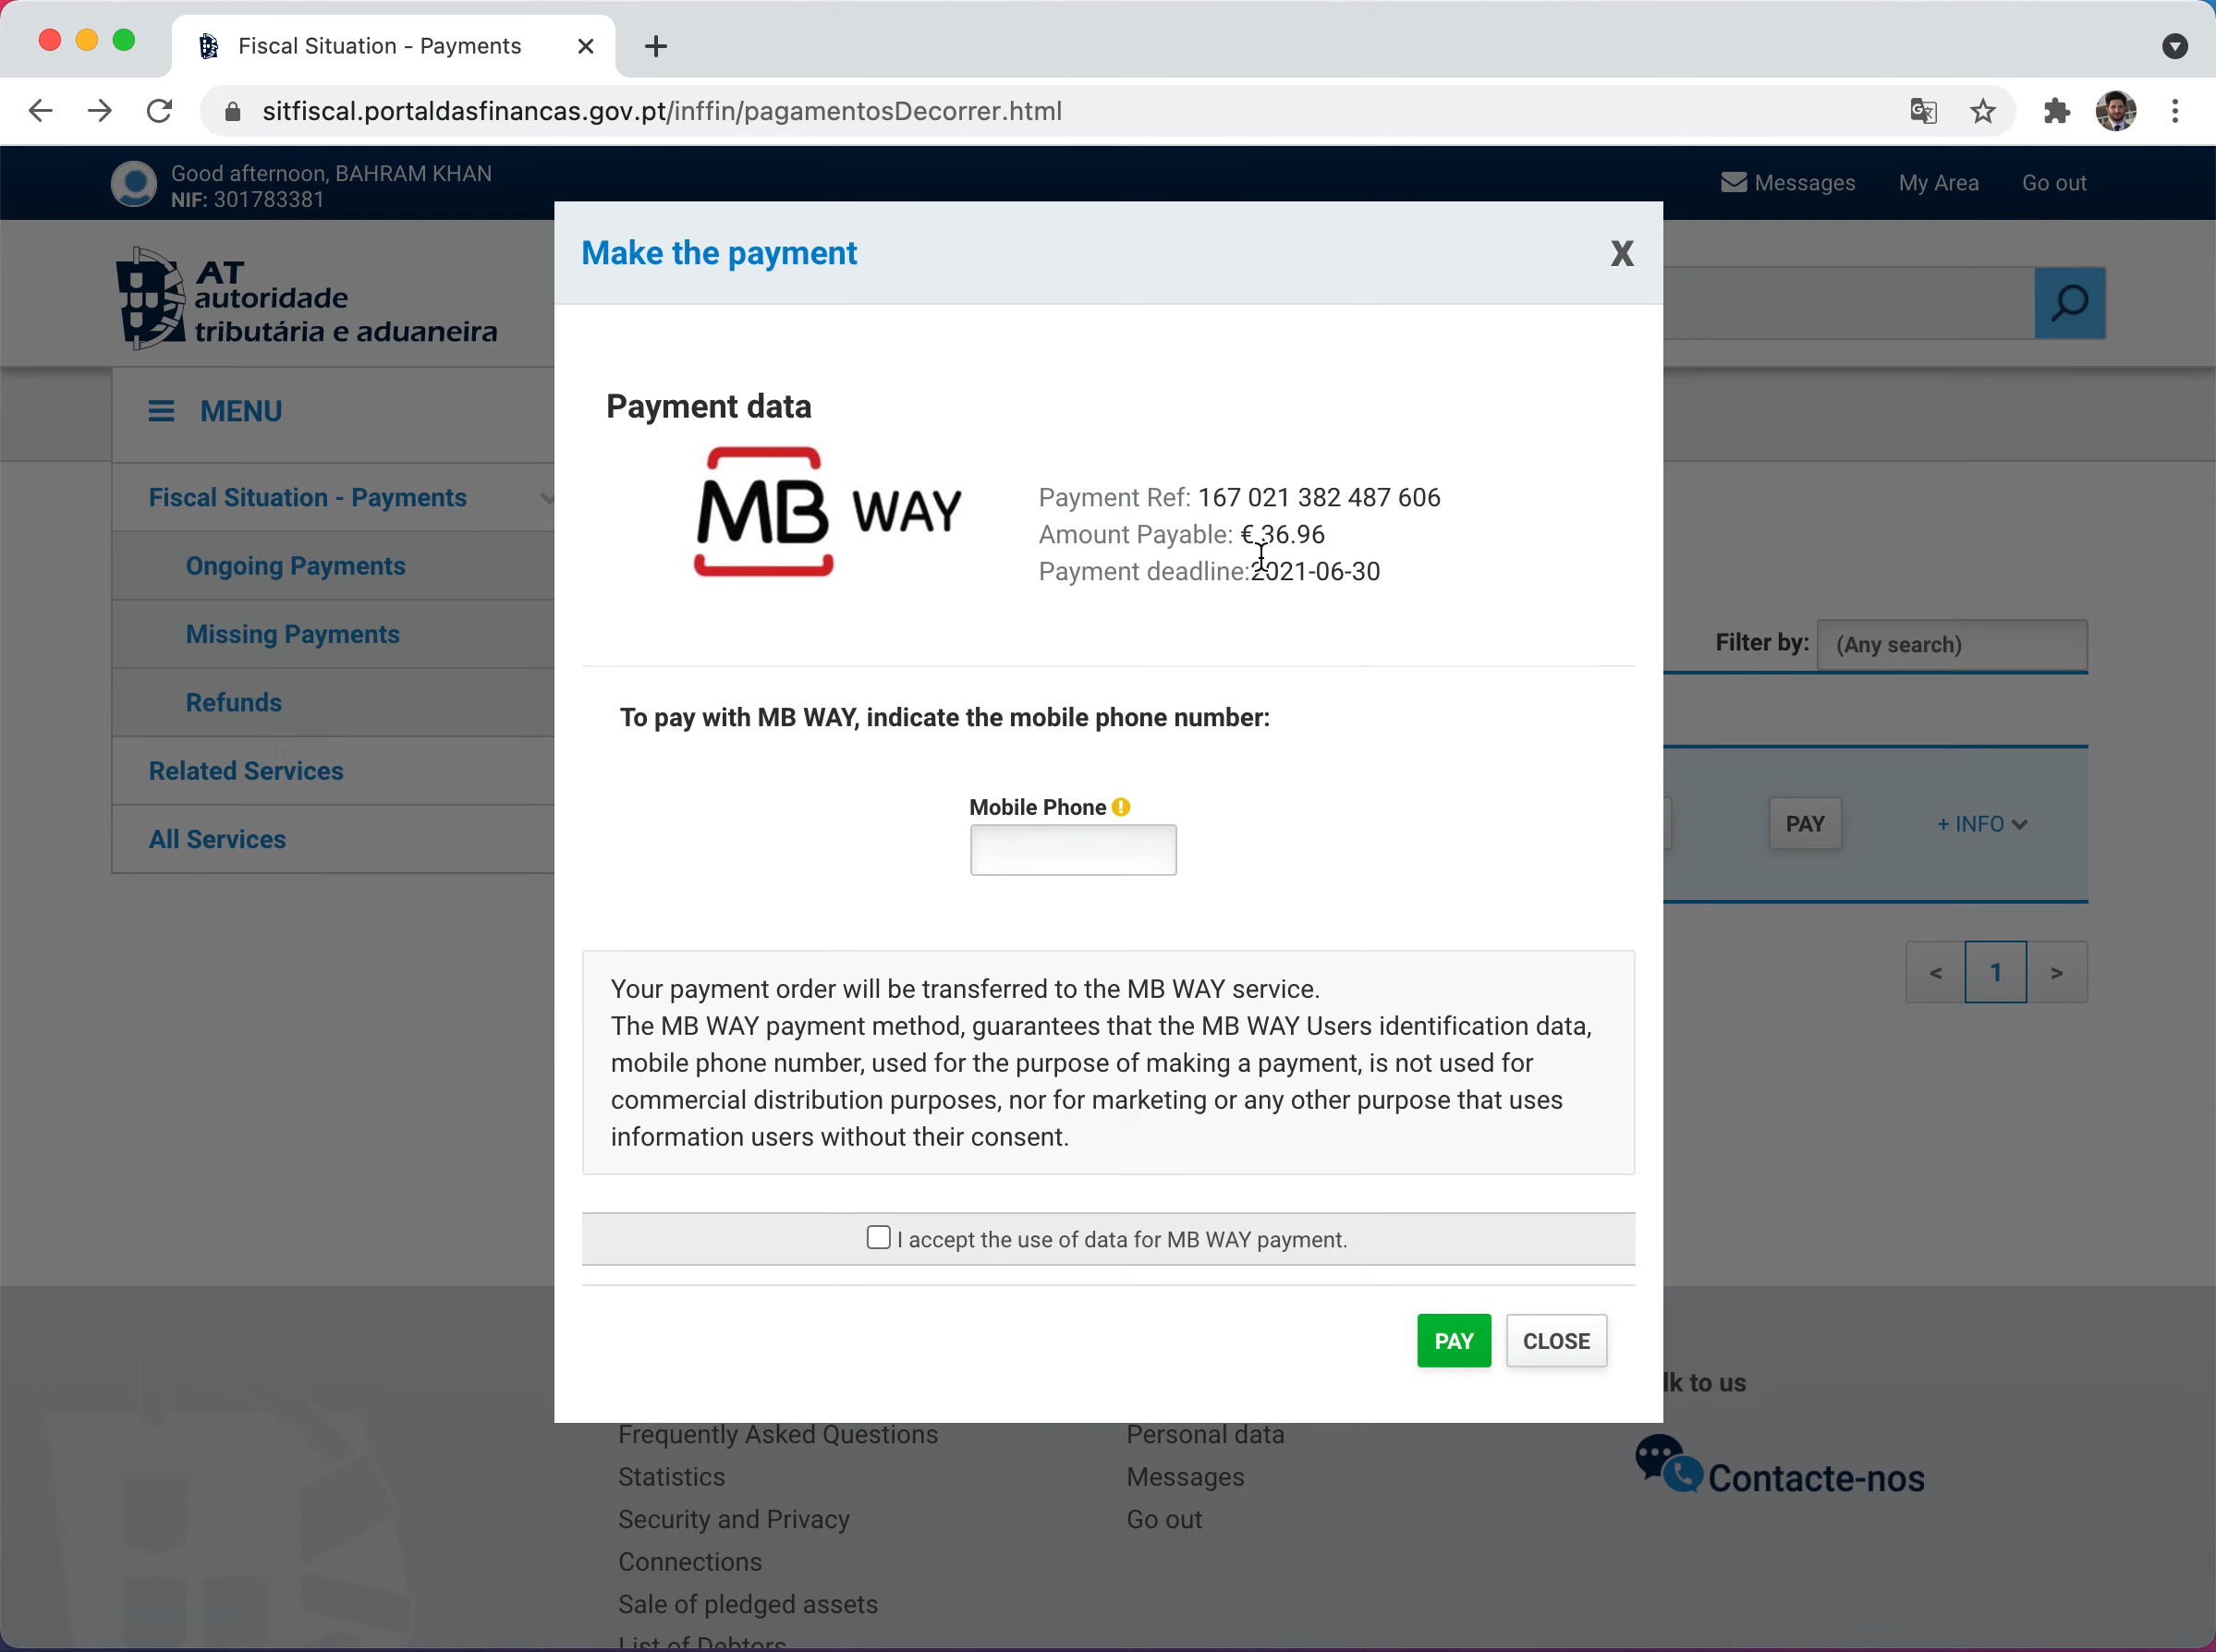 Fiscal Situation - Payments
sitfiscal.portaldasfinancas.gov.pt/inffin/pagamentosDecorrer.html
Good afternoon, BAHRAM KHAN
NIF: 301783381
Messages
My Area
Go out
AT
autoridade
tributária e aduaneira
MENU
Fiscal Situation - Payments
Ongoing Payments
Missing Payments
Refunds
Related Services
All Services
Make the payment
X
Payment data
MB WAY
Payment Ref: 167 021 382 487 606
Amount Payable: € 36.96
Payment deadline:2021-06-30
To pay with MB WAY, indicate the mobile phone number:
Mobile Phone
Your payment order will be transferred to the MB WAY service.
The MB WAY payment method, guarantees that the MB WAY Users identification data,
mobile phone number, used for the purpose of making a payment, is not used for
commercial distribution purposes, nor for marketing or any other purpose that uses
information users without their consent.
I accept the use of data for MB WAY payment.
PAY
CLOSE
Filter by:
(Any search)
PAY
+ INFO
< 1 >
lk to us
Contacte-nos
Frequently Asked Questions
Statistics
Security and Privacy
Connections
Sale of pledged assets
List of Debtors
Personal data
Messages
Go out